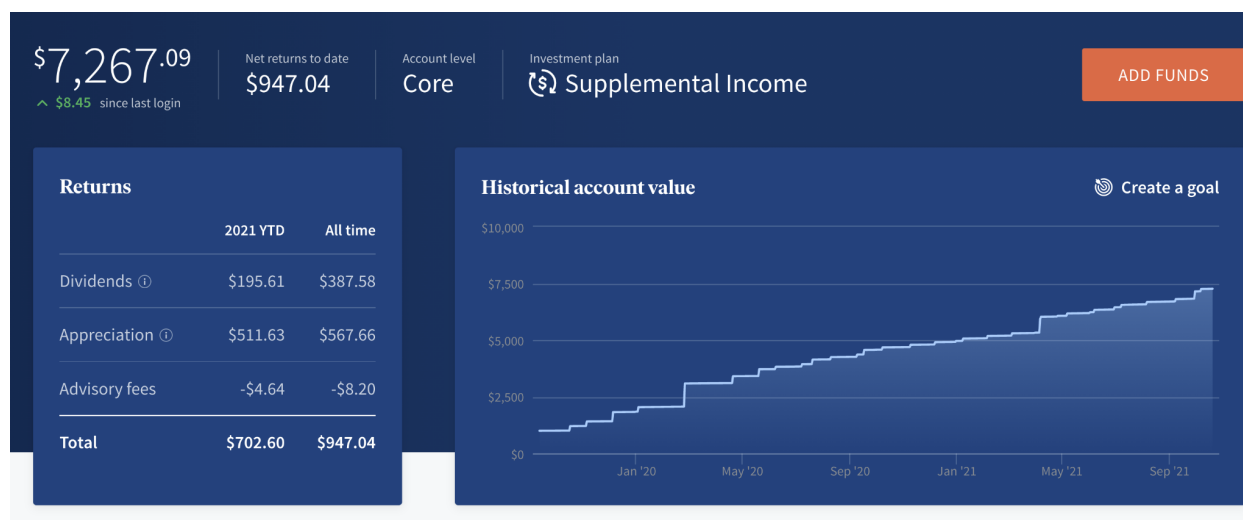 $7,267.09
$8.45 since last login
Net returns to date
$947.04
Account level
Core
Investment plan
Supplemental Income
ADD FUNDS
Returns
2021 YTD All time
Dividends $195.61 $387.58
Appreciation $511.63 $567.66
Advisory fees -$4.64 -$8.20
Total $702.60 $947.04
Historical account value
Create a goal
$10,000
$7,500
$5,000
$2,500
$0
Jan '20 May '20 Sep '20 Jan '21 May '21 Sep '21